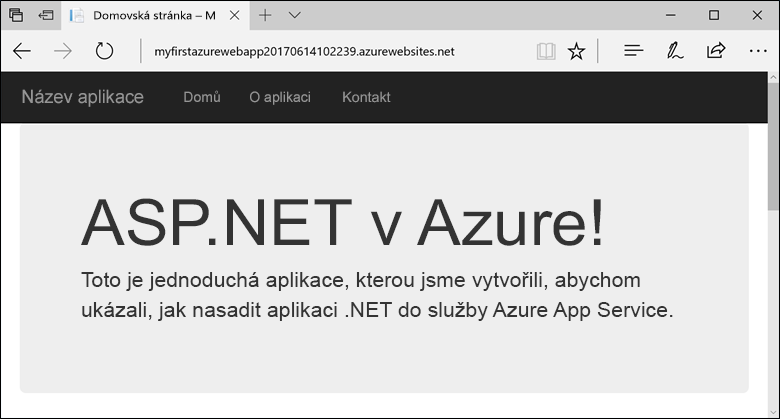 Domovská stránka – M
myfirstazurewebapp20170614102239.azurewebsites.net
Název aplikace Domů O aplikaci Kontakt
ASP.NET v Azure!
Toto je jednoduchá aplikace, kterou jsme vytvořili, abychom
ukázali, jak nasadit aplikaci .NET do služby Azure App Service.